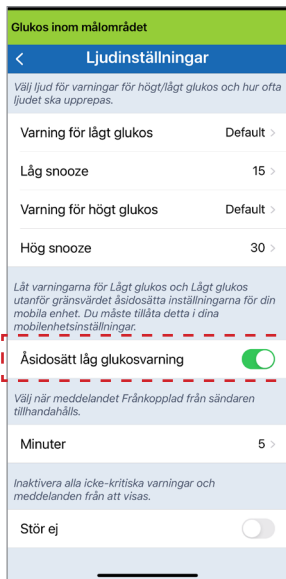 Glukos inom målområdet
< Ljudinställningar
Välj ljud för varningar för högt/lågt glukos och hur ofta
ljudet ska upprepas.
Varning för lågt glukos Default >
Låg snooze 15 >
Varning för högt glukos Default >
Hög snooze 30 >
Låt varningarna för Lågt glukos och Lågt glukos
utanför gränsvärdet åsidosätta inställningarna för din
mobila enhet. Du måste tillåta detta i dina
mobilenhetsinställningar.
Åsidosätt låg glukosvarning
Välj när meddelandet Frånkopplad från sändaren
tillhandahålls.
Minuter 5 >
Inaktivera alla icke-kritiska varningar och
meddelanden från att visas.
Stör ej